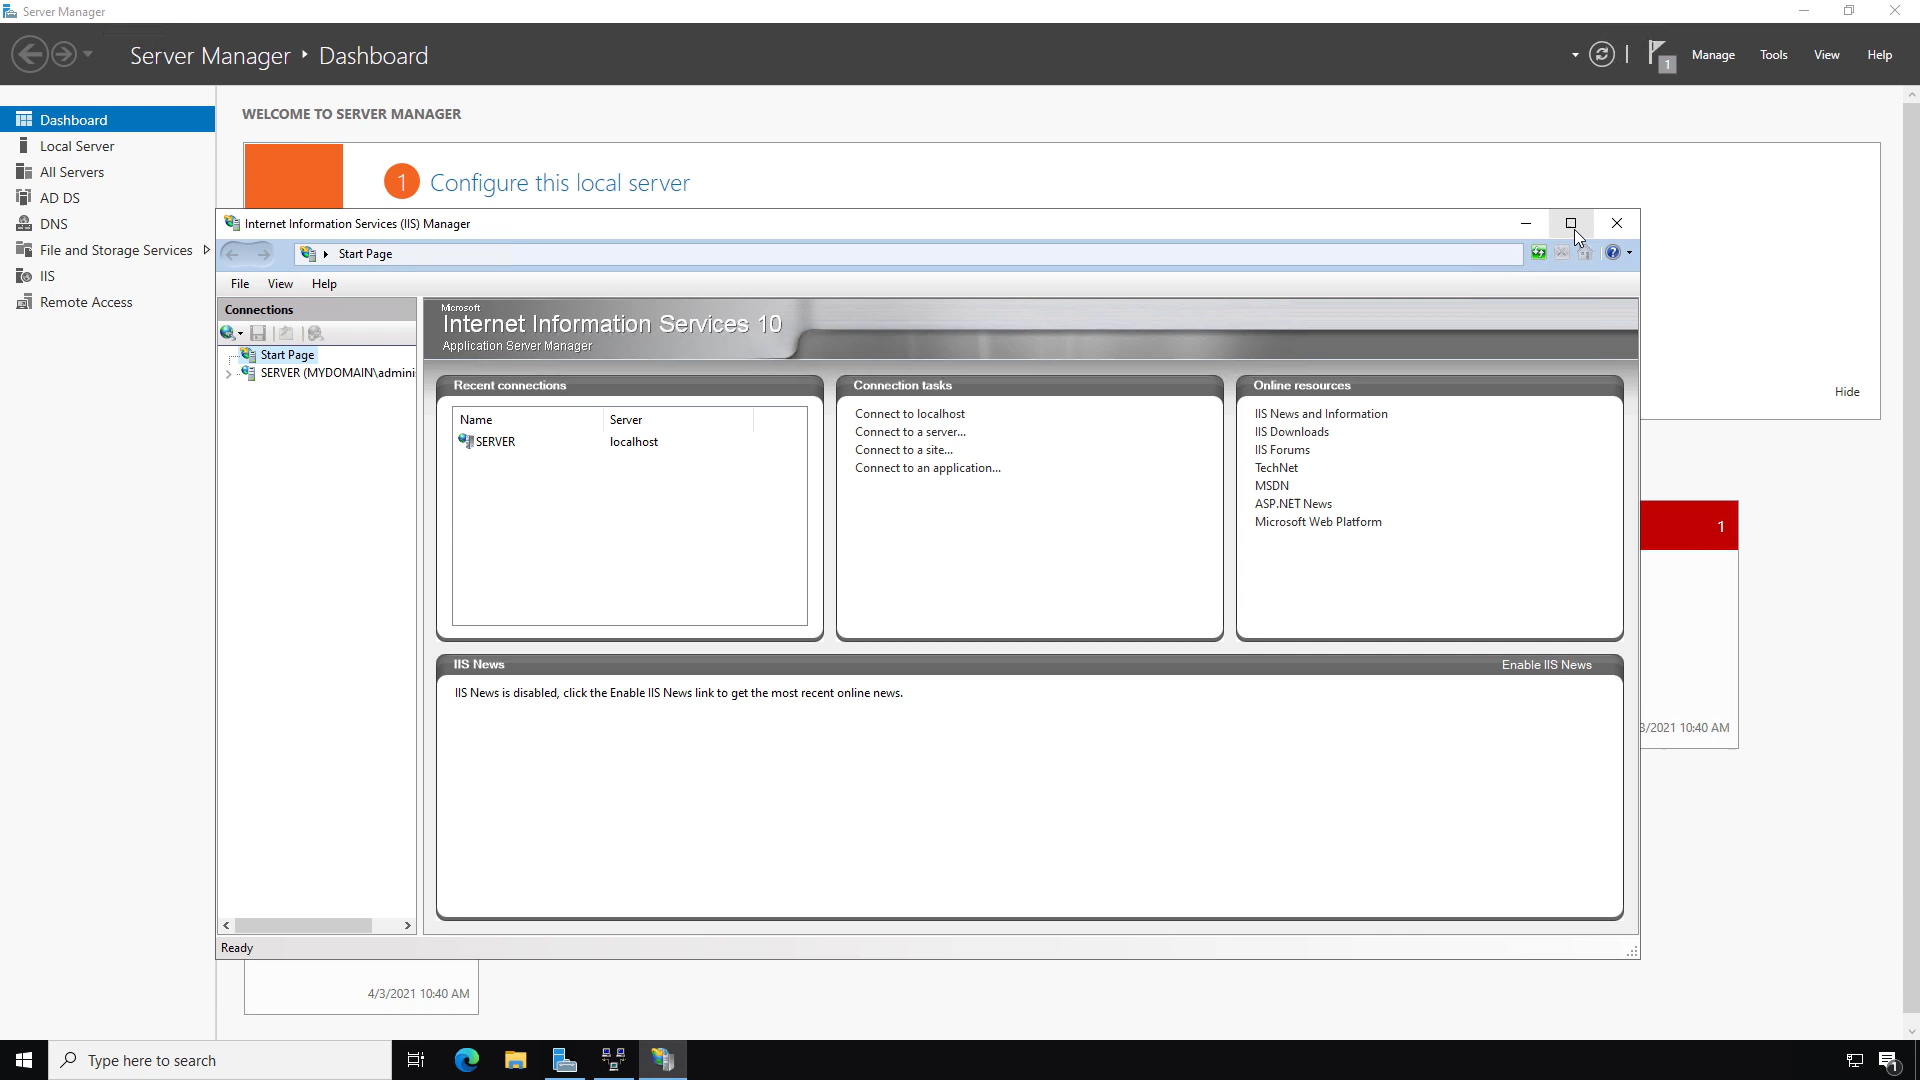 Server Manager
Server Manager ‣ Dashboard
1
Manage
Tools
View
Help
Dashboard
Local Server
All Servers
AD DS
DNS
File and Storage Services
IIS
Remote Access
WELCOME TO SERVER MANAGER
1 Configure this local server
Hide
1
3/2021 10:40 AM
4/3/2021 10:40 AM
Internet Information Services (IIS) Manager
Start Page
File View Help
Connections
Start Page
SERVER (MYDOMAIN\admini
Microsoft
Internet Information Services 10
Application Server Manager
Recent connections
Name Server
SERVER localhost
Connection tasks
Connect to localhost
Connect to a server...
Connect to a site...
Connect to an application...
Online resources
IIS News and Information
IIS Downloads
IIS Forums
TechNet
MSDN
ASP.NET News
Microsoft Web Platform
IIS News
Enable IIS News
IIS News is disabled, click the Enable IIS News link to get the most recent online news.
Ready
Type here to search
1